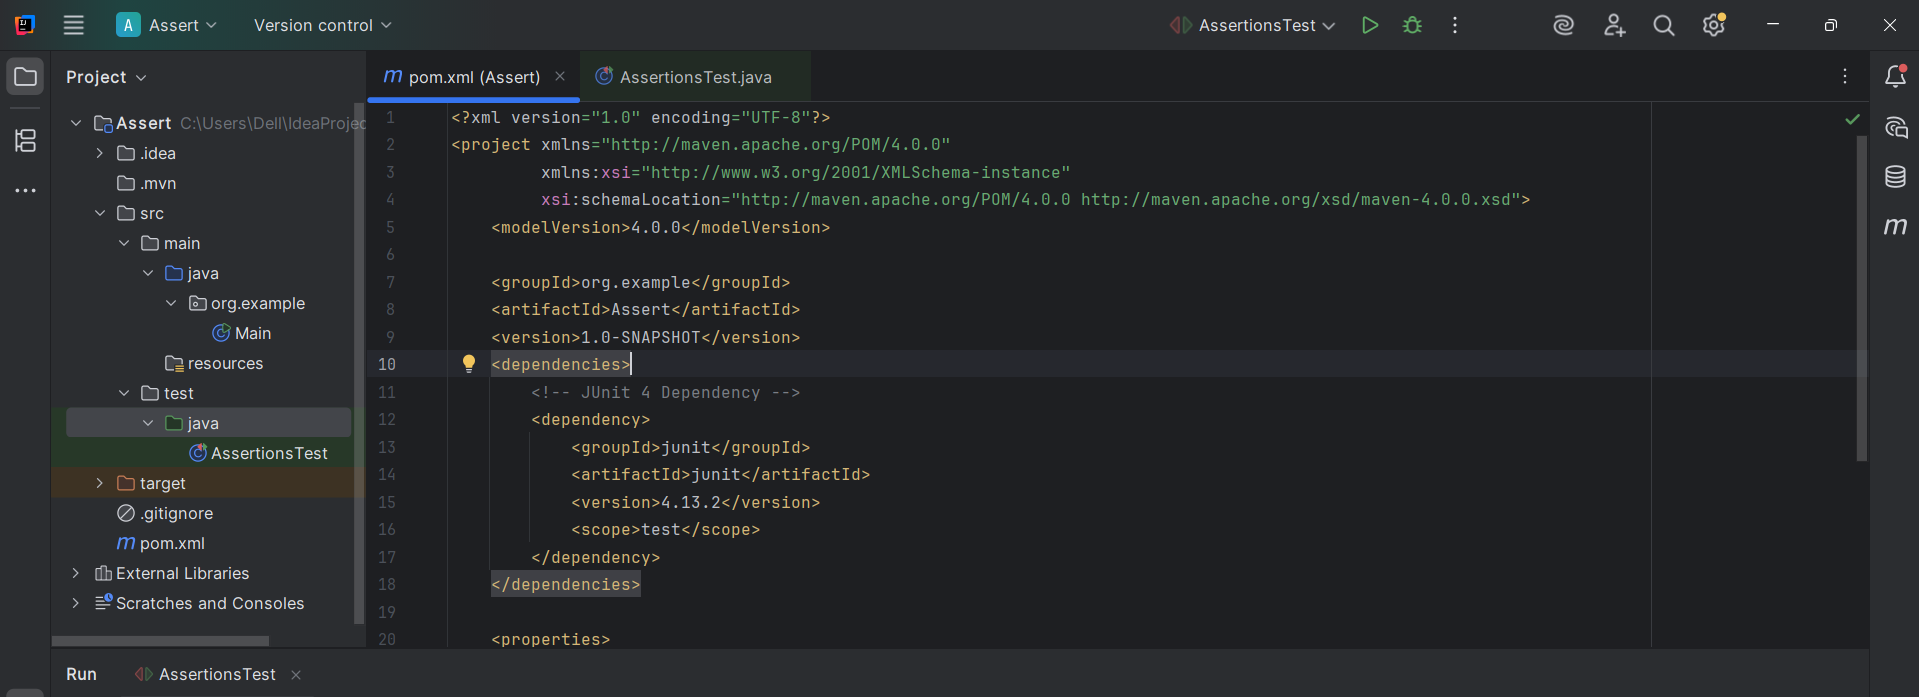 A Assert Version control AssertionsTest
Project
pom.xml (Assert)
AssertionsTest.java
Assert C:\Users\Dell\IdeaProjec
.idea
.mvn
src
main
java
org.example
Main
resources
test
java
AssertionsTest
target
.gitignore
pom.xml
External Libraries
Scratches and Consoles
1 <?xml version="1.0" encoding="UTF-8"?>
2 <project xmlns="http://maven.apache.org/POM/4.0.0"
3 xmlns:xsi="http://www.w3.org/2001/XMLSchema-instance"
4 xsi:schemaLocation="http://maven.apache.org/POM/4.0.0 http://maven.apache.org/xsd/maven-4.0.0.xsd">
5 <modelVersion>4.0.0</modelVersion>
6
7 <groupId>org.example</groupId>
8 <artifactId>Assert</artifactId>
9 <version>1.0-SNAPSHOT</version>
10 <dependencies>
11 <!-- JUnit 4 Dependency -->
12 <dependency>
13 <groupId>junit</groupId>
14 <artifactId>junit</artifactId>
15 <version>4.13.2</version>
16 <scope>test</scope>
17 </dependency>
18 </dependencies>
19
20 <properties>
Run AssertionsTest